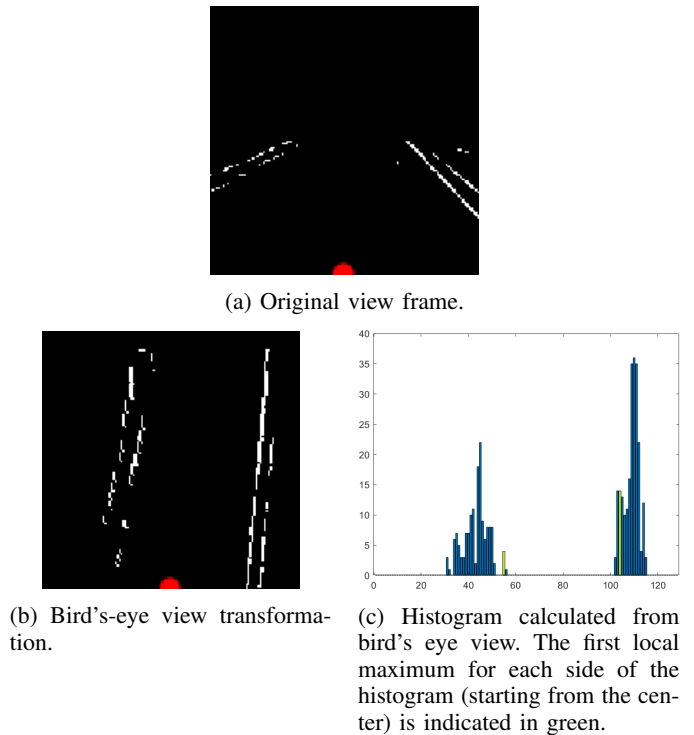 (a) Original view frame.
40
35
30
25
20
15
10
5
0
0 20 40 60 80 100 120
(b) Bird's-eye view transforma-
tion.
(c) Histogram calculated from
bird's eye view. The first local
maximum for each side of the
histogram (starting from the cen-
ter) is indicated in green.